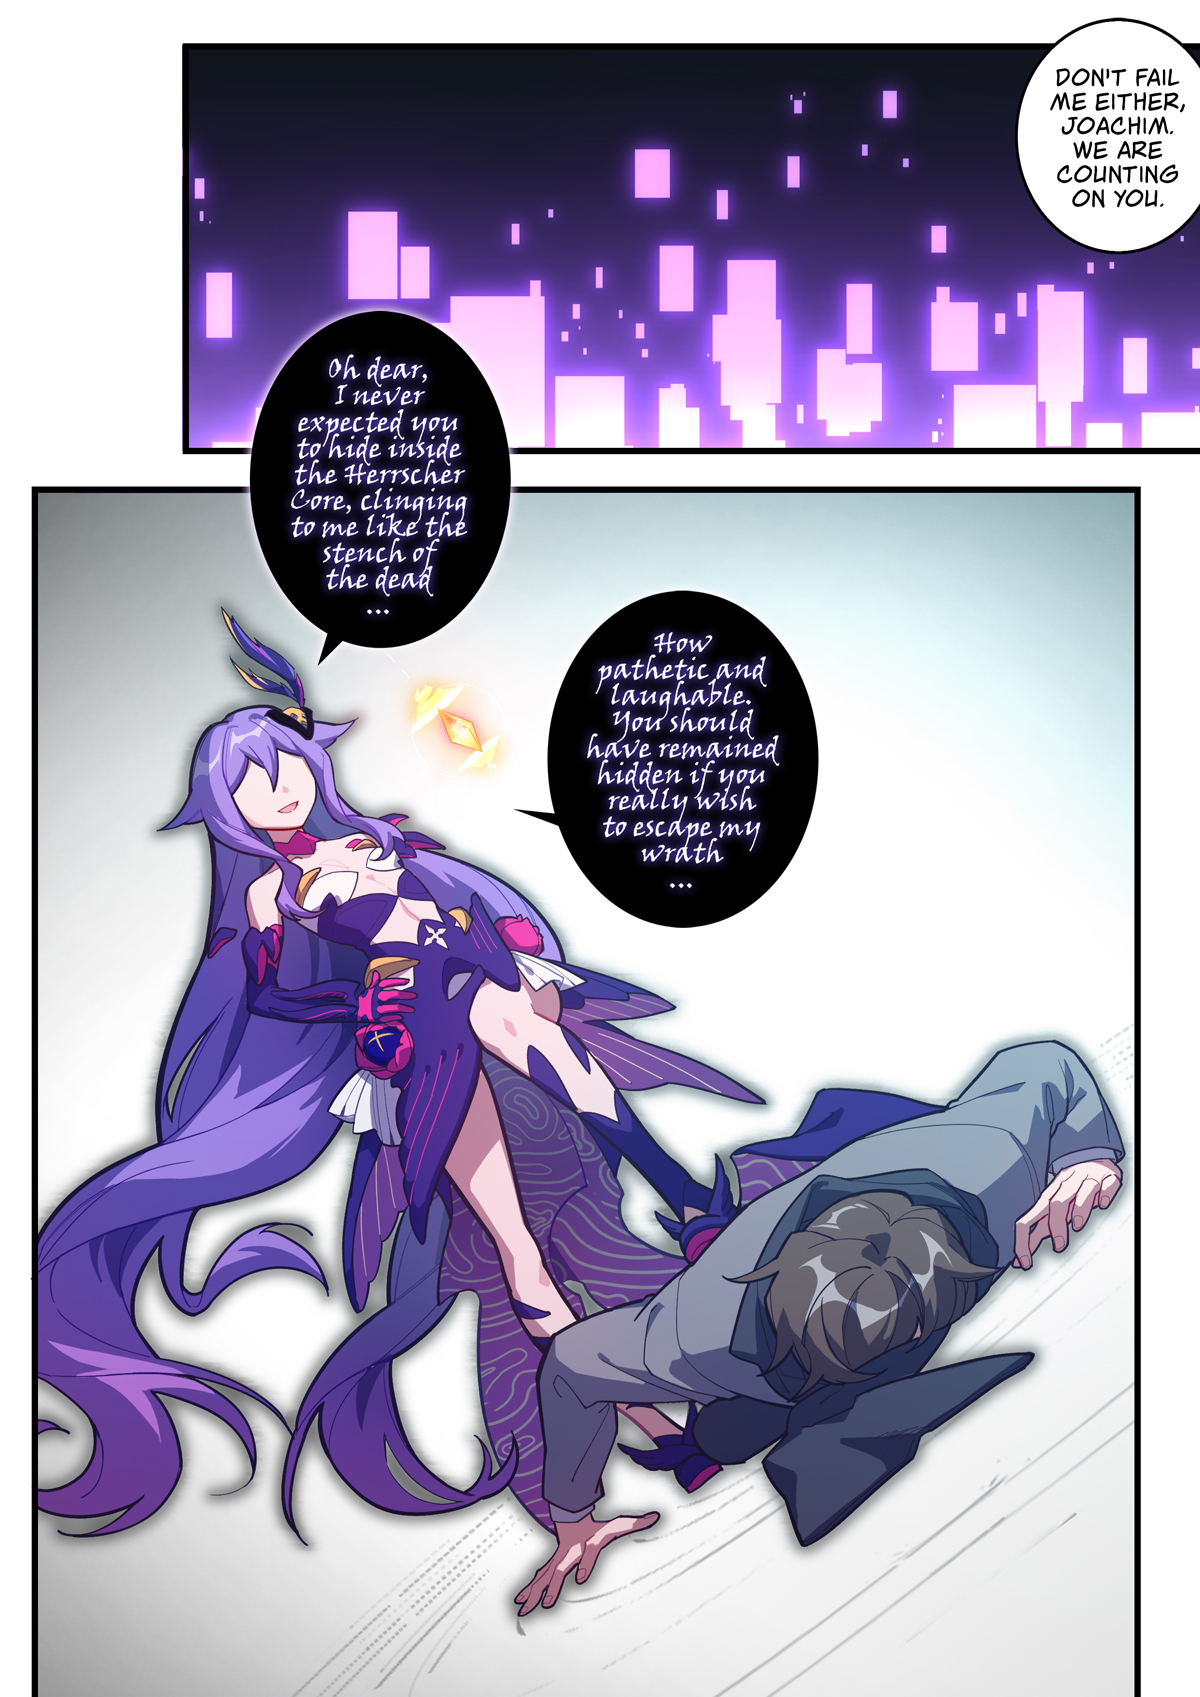 DON'T FAIL
ME EITHER,
JOACHIM.
WE ARE
COUNTING
ON YOU.
Oh dear,
I never
expected you
to hide inside
the Herrscher
Core, clinging
to me like the
stench of
the dead
...
How
pathetic and
laughable.
You should
have remained
hidden if you
really wish
to escape my
wrath
...